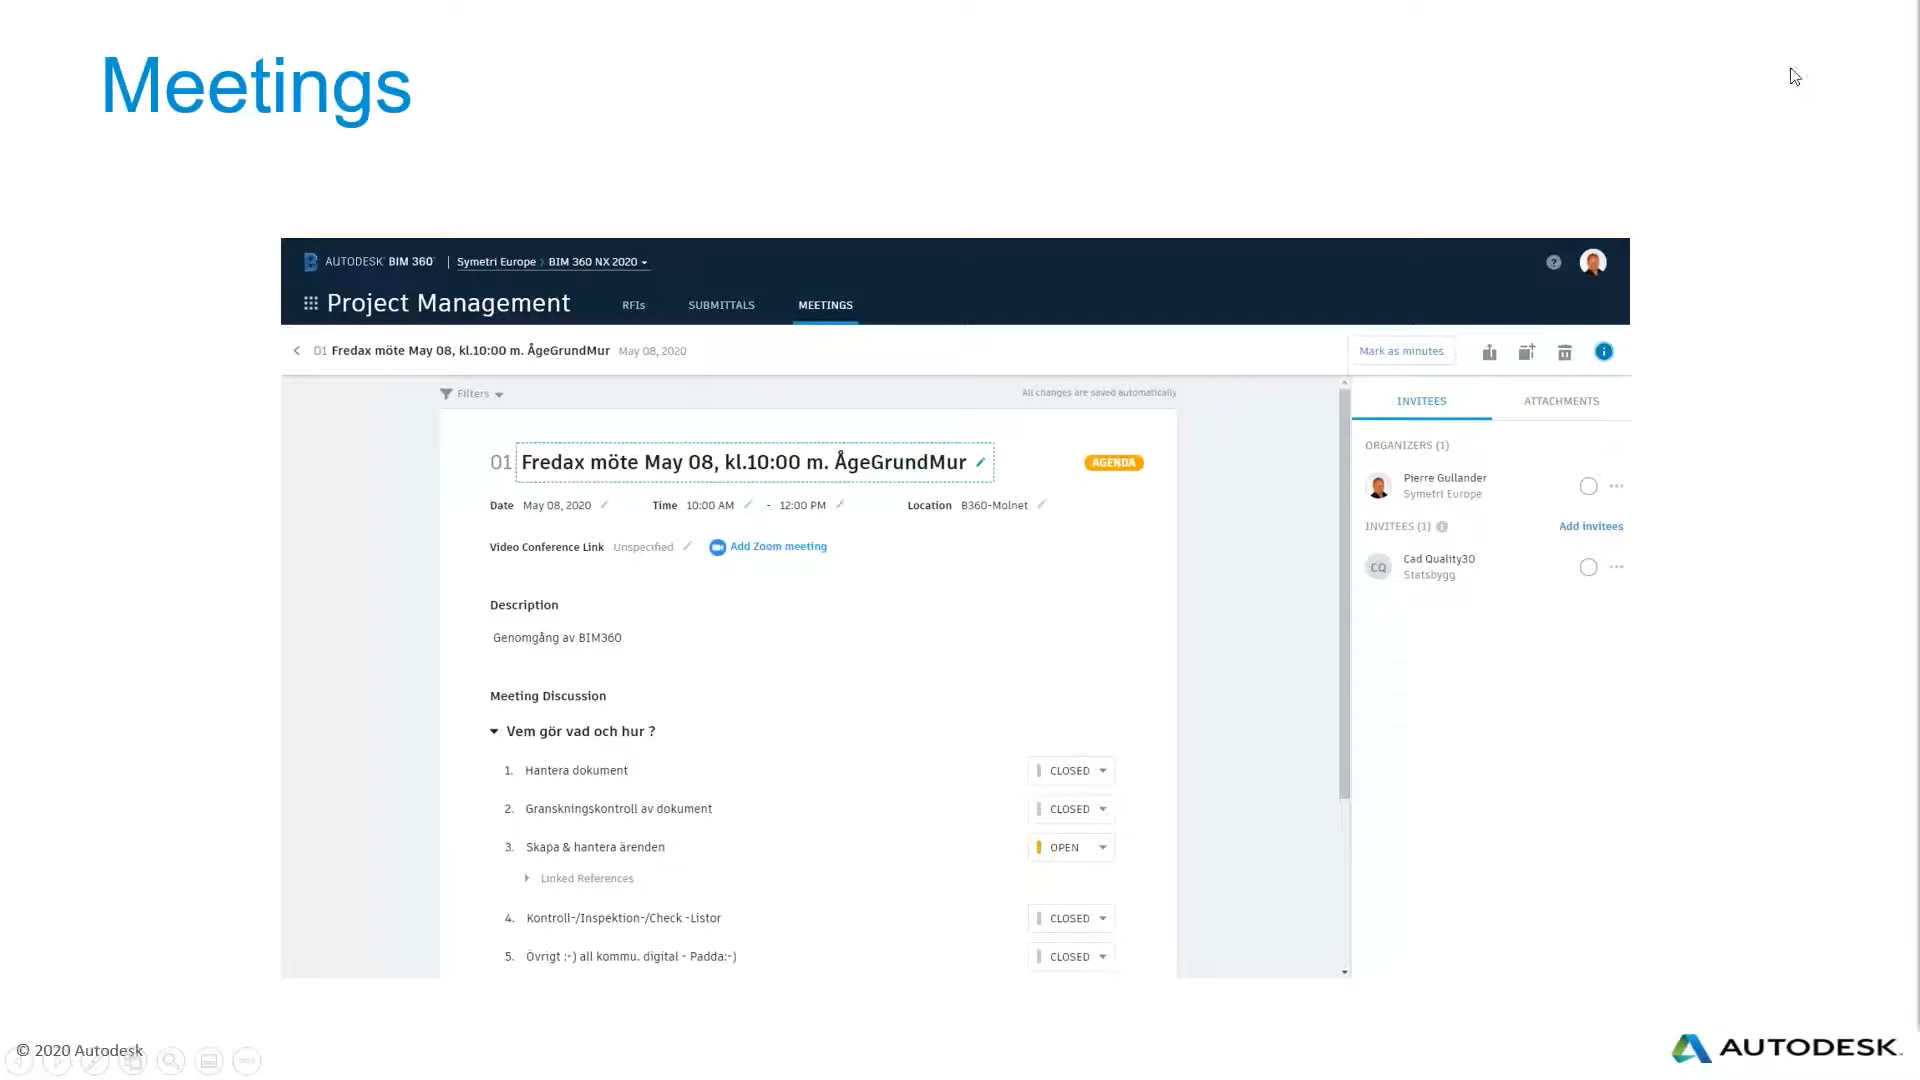 Meetings
AUTODESK BIM 360 | Symetri Europe › BIM 360 NX 2020
Project Management RFIs SUBMITTALS MEETINGS
01 Fredax möte May 08, kl.10:00 m. ÅgeGrundMur May 08, 2020 Mark as minutes
Filters All changes are saved automatically
INVITEES ATTACHMENTS
01 Fredax möte May 08, kl.10:00 m. ÅgeGrundMur AGENDA
Date May 08, 2020 Time 10:00 AM - 12:00 PM Location B360-Molnet
Video Conference Link Unspecified Add Zoom meeting
Description
Genomgång av BIM360
Meeting Discussion
Vem gör vad och hur ?
1. Hantera dokument CLOSED
2. Granskningskontroll av dokument CLOSED
3. Skapa & hantera ärenden OPEN
Linked References
4. Kontroll-/Inspektion-/Check -Listor CLOSED
5. Övrigt :-) all kommu. digital - Padda:-) CLOSED
ORGANIZERS (1)
Pierre Gullander
Symetri Europe
INVITEES (1) Add invitees
CQ Cad Quality30
Statsbygg
© 2020 Autodesk
AUTODESK.